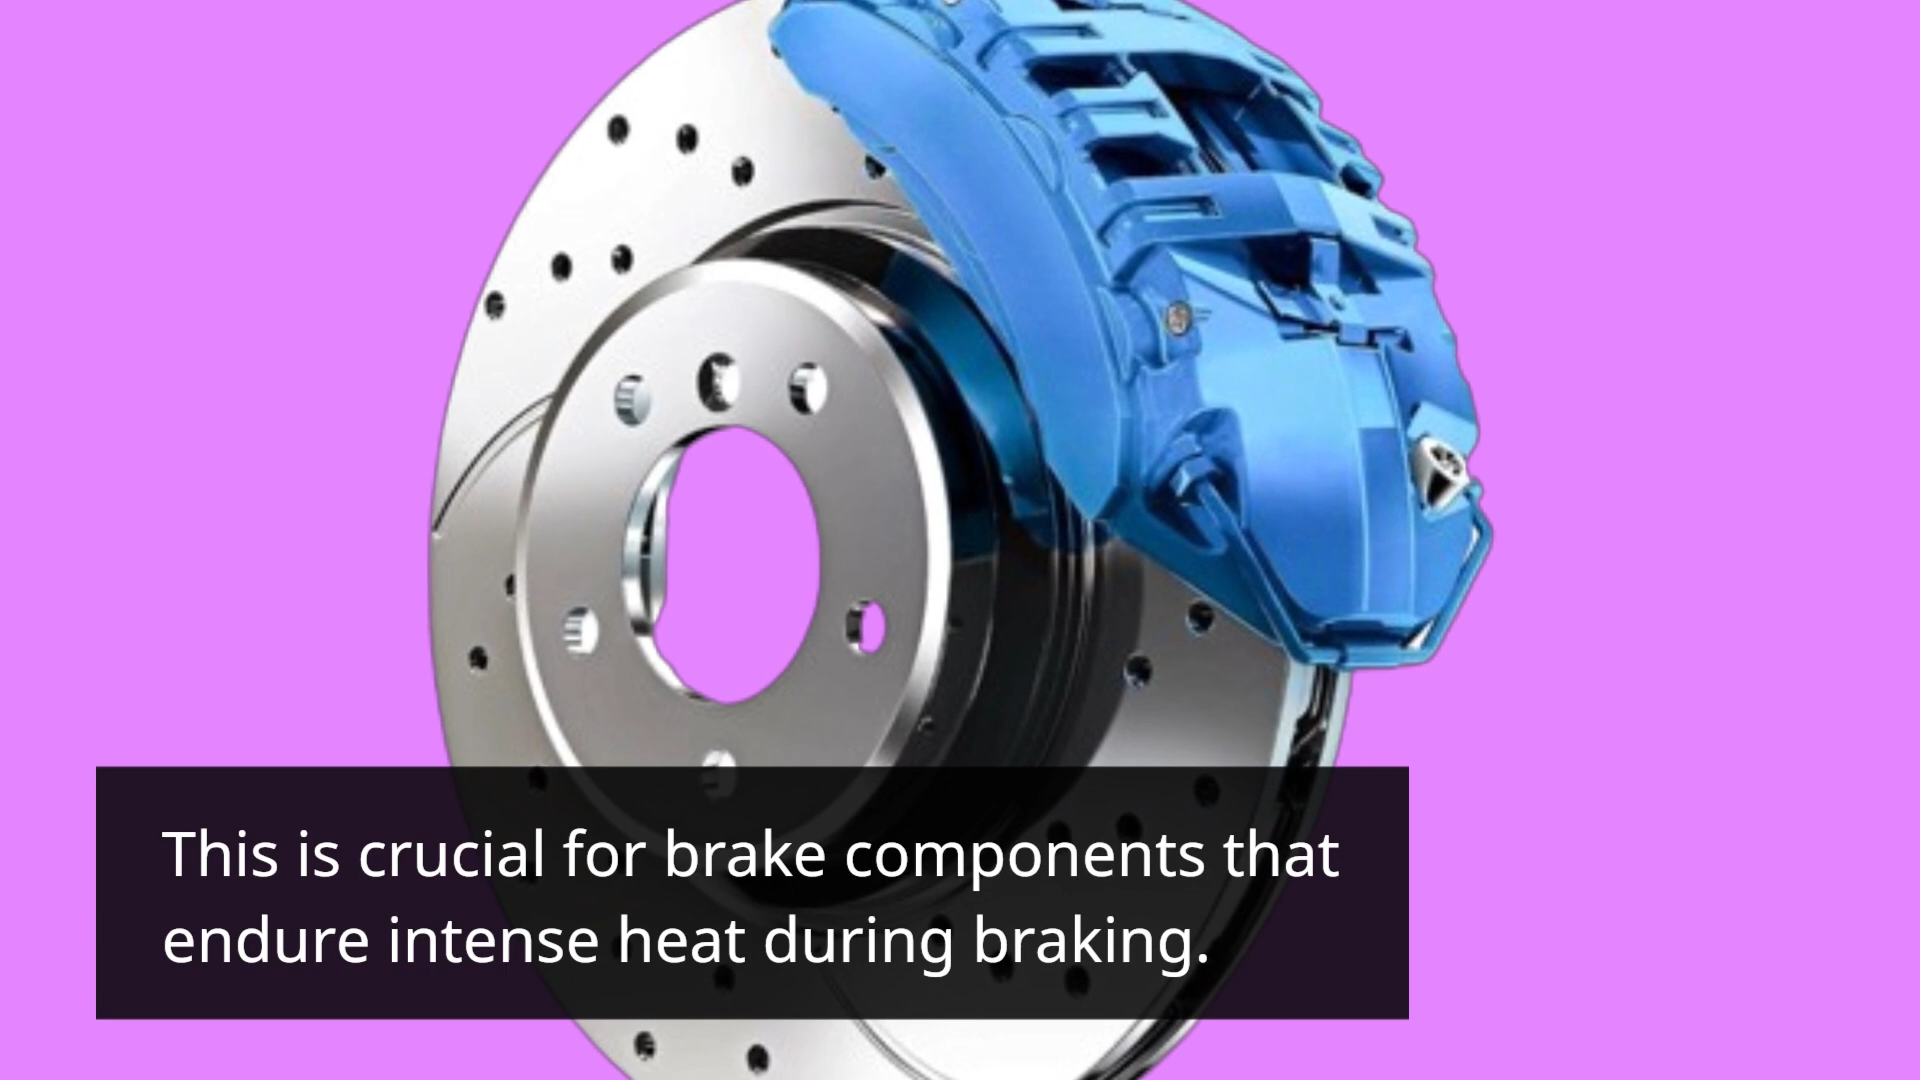 This is crucial for brake components that
endure intense heat during braking.